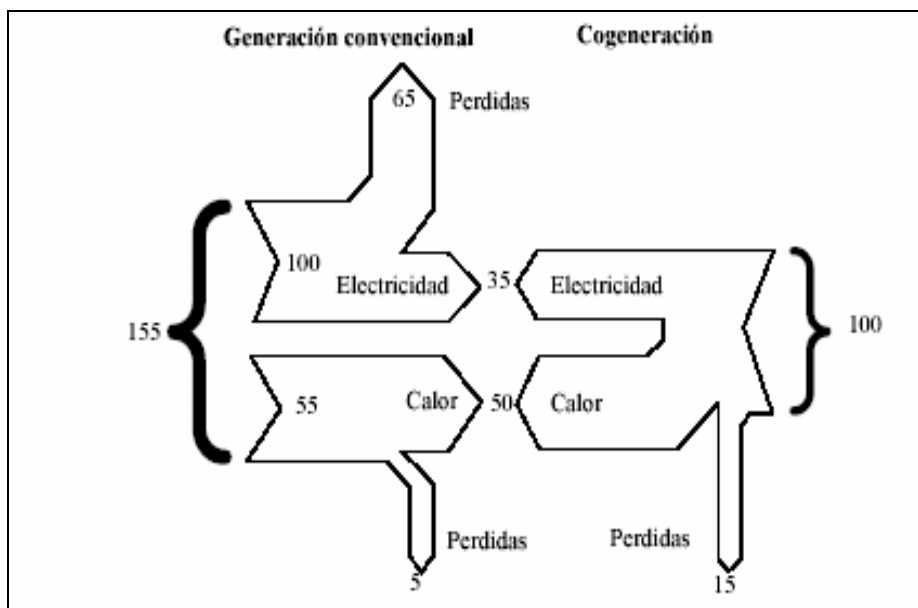 Generación convencional
Cogeneración
65
Perdidas
100
Electricidad
35
Electricidad
155
100
55
Calor
50
Calor
Perdidas
5
Perdidas
15